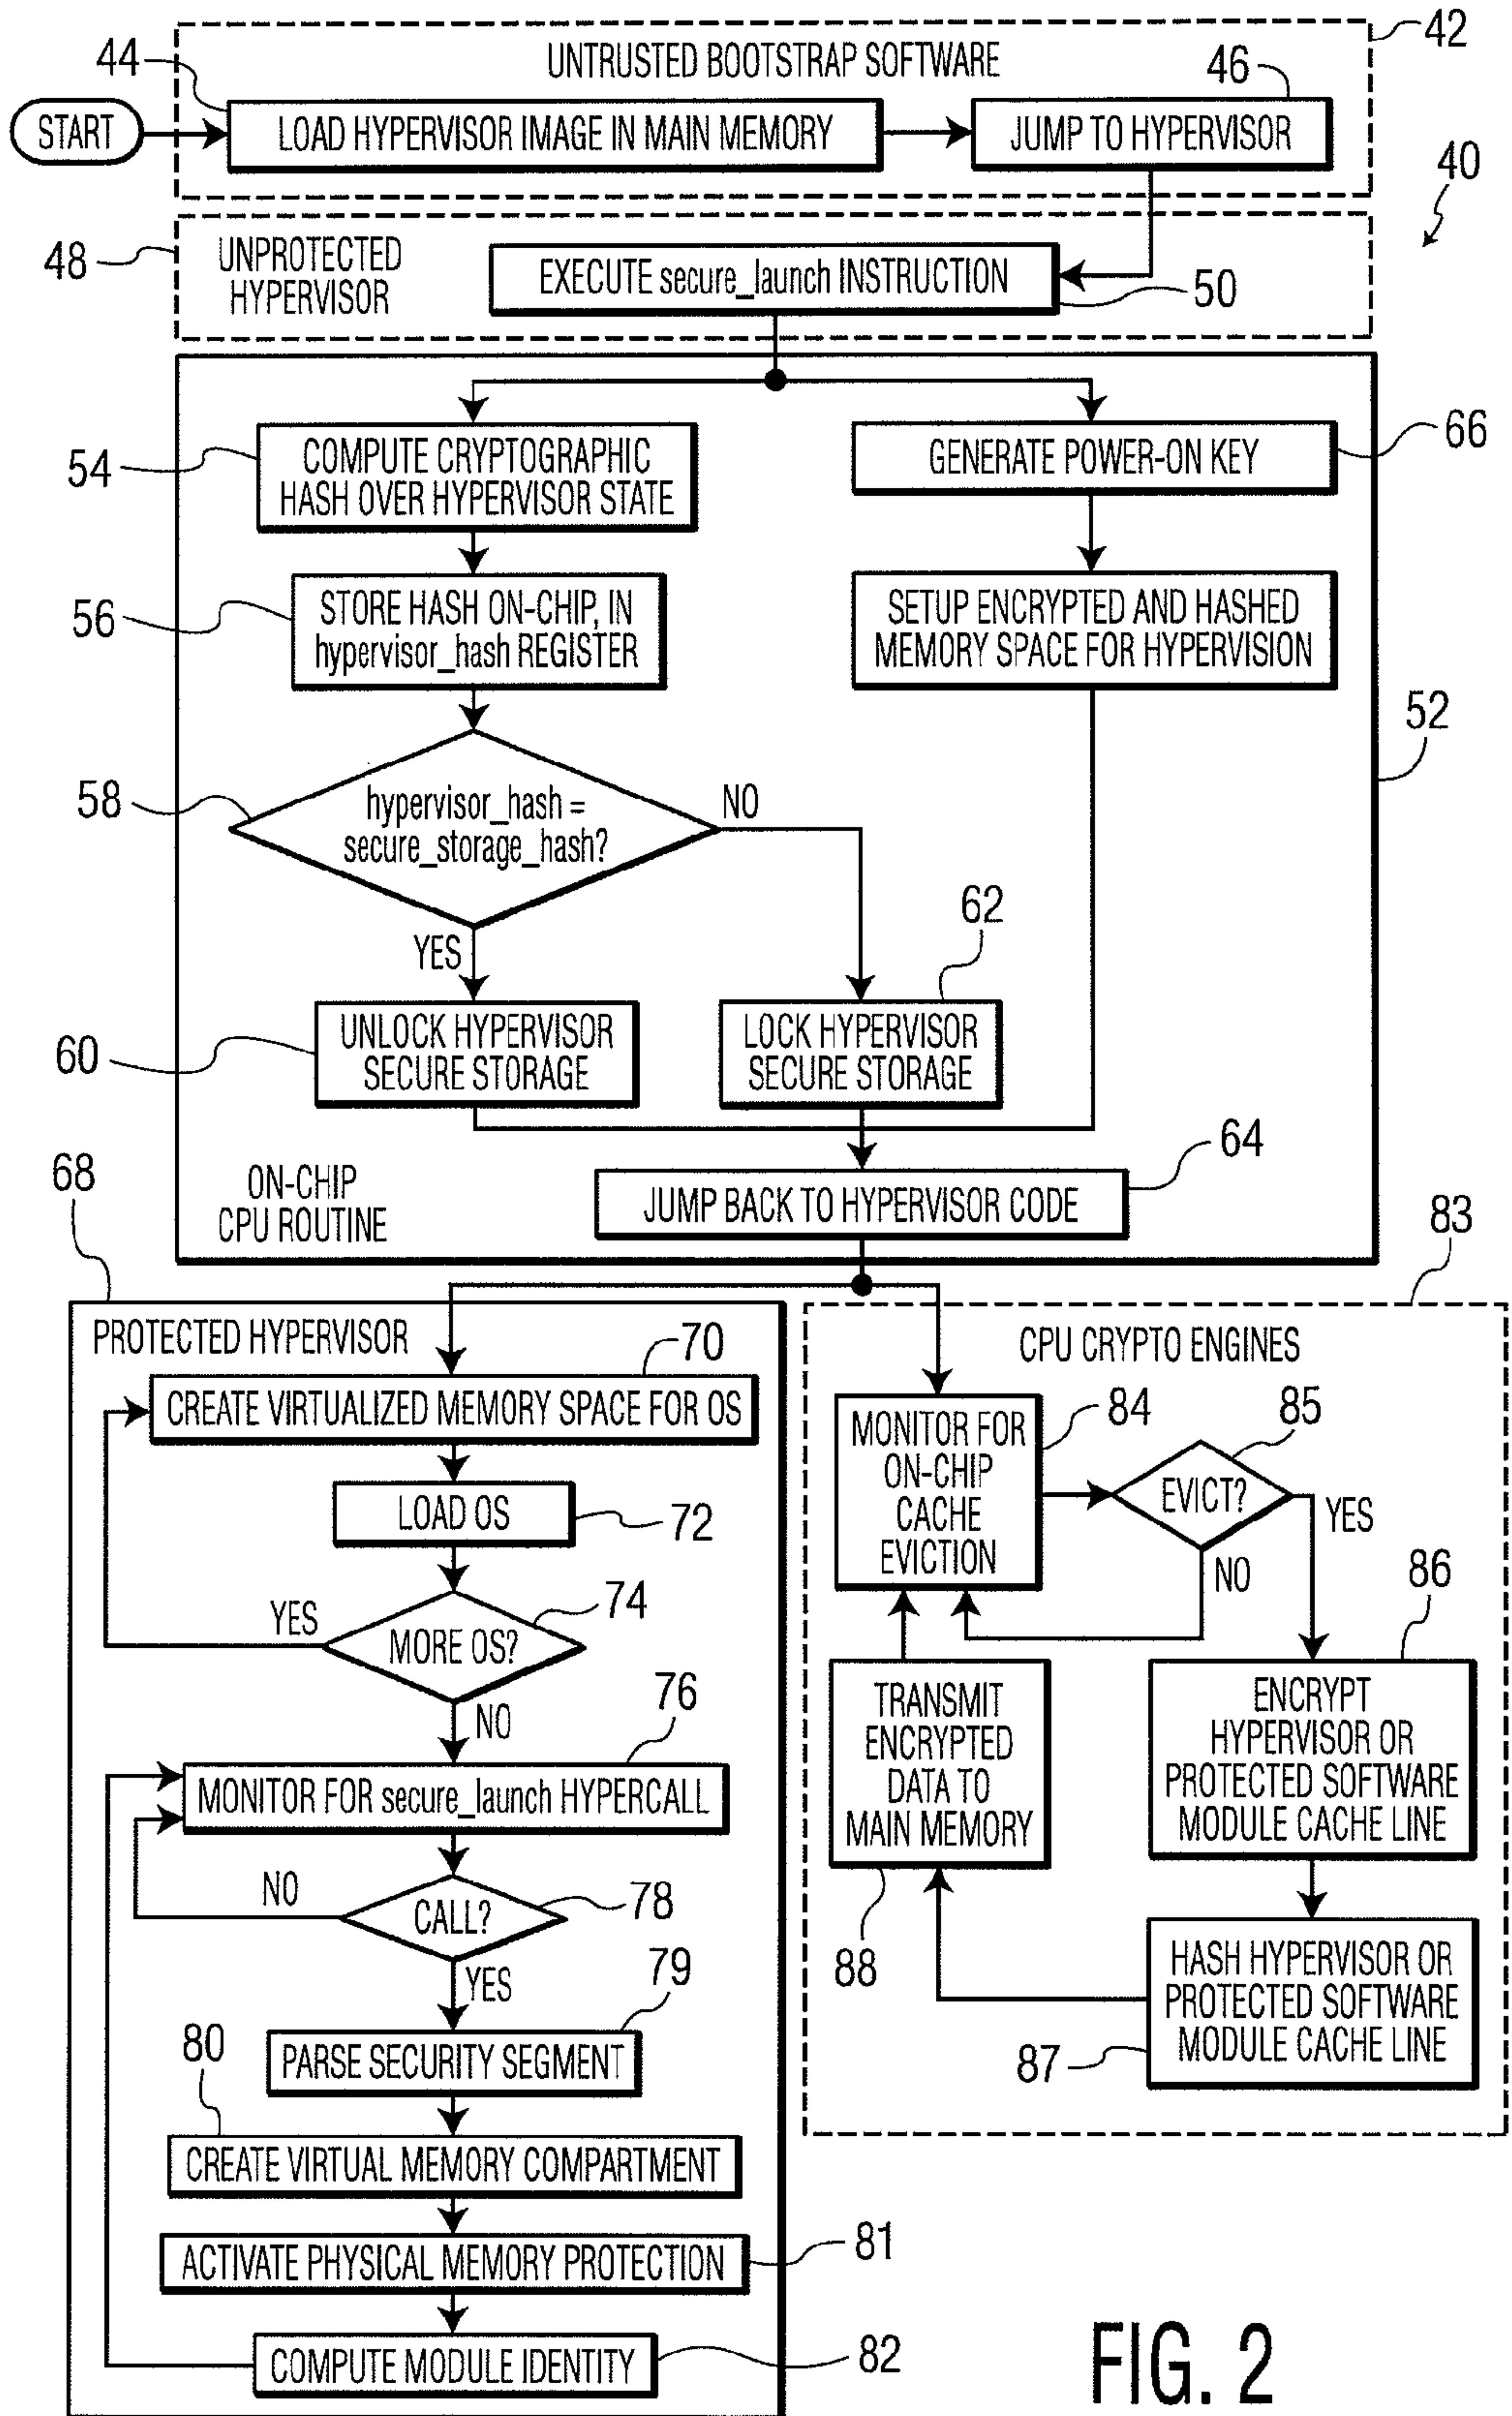 42
UNTRUSTED BOOTSTRAP SOFTWARE
44
46
START
LOAD HYPERVISOR IMAGE IN MAIN MEMORY
JUMP TO HYPERVISOR
40
48
UNPROTECTED
HYPERVISOR
EXECUTE secure_launch INSTRUCTION
50
54
COMPUTE CRYPTOGRAPHIC
HASH OVER HYPERVISOR STATE
GENERATE POWER-ON KEY
66
56
STORE HASH ON-CHIP, IN
hypervisor_hash REGISTER
SETUP ENCRYPTED AND HASHED
MEMORY SPACE FOR HYPERVISION
52
58
hypervisor_hash =
secure_storage_hash?
NO
YES
62
60
UNLOCK HYPERVISOR
SECURE STORAGE
LOCK HYPERVISOR
SECURE STORAGE
64
68
ON-CHIP
CPU ROUTINE
JUMP BACK TO HYPERVISOR CODE
83
PROTECTED HYPERVISOR
70
CREATE VIRTUALIZED MEMORY SPACE FOR OS
LOAD OS
72
YES
74
MORE OS?
NO
76
MONITOR FOR secure_launch HYPERCALL
NO
CALL?
78
YES
79
PARSE SECURITY SEGMENT
80
CREATE VIRTUAL MEMORY COMPARTMENT
ACTIVATE PHYSICAL MEMORY PROTECTION
81
COMPUTE MODULE IDENTITY
82
CPU CRYPTO ENGINES
MONITOR FOR
ON-CHIP
CACHE
EVICTION
84
85
EVICT?
YES
NO
86
ENCRYPT
HYPERVISOR OR
PROTECTED SOFTWARE
MODULE CACHE LINE
TRANSMIT
ENCRYPTED
DATA TO
MAIN MEMORY
88
HASH HYPERVISOR OR
PROTECTED SOFTWARE
MODULE CACHE LINE
87
FIG. 2